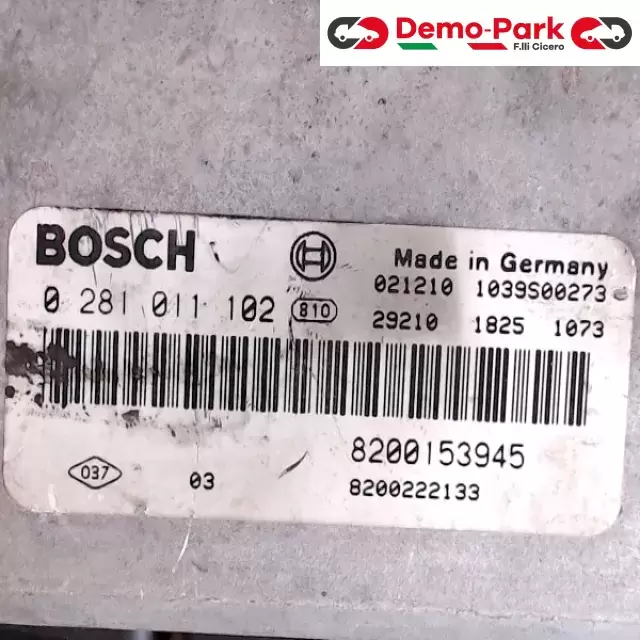 Demo-Park
F.lli Cicero
BOSCH
Made in Germany
021210 1039S00273
0 281 011 102 810
29210 1825 1073
8200153945
037 03
8200222133